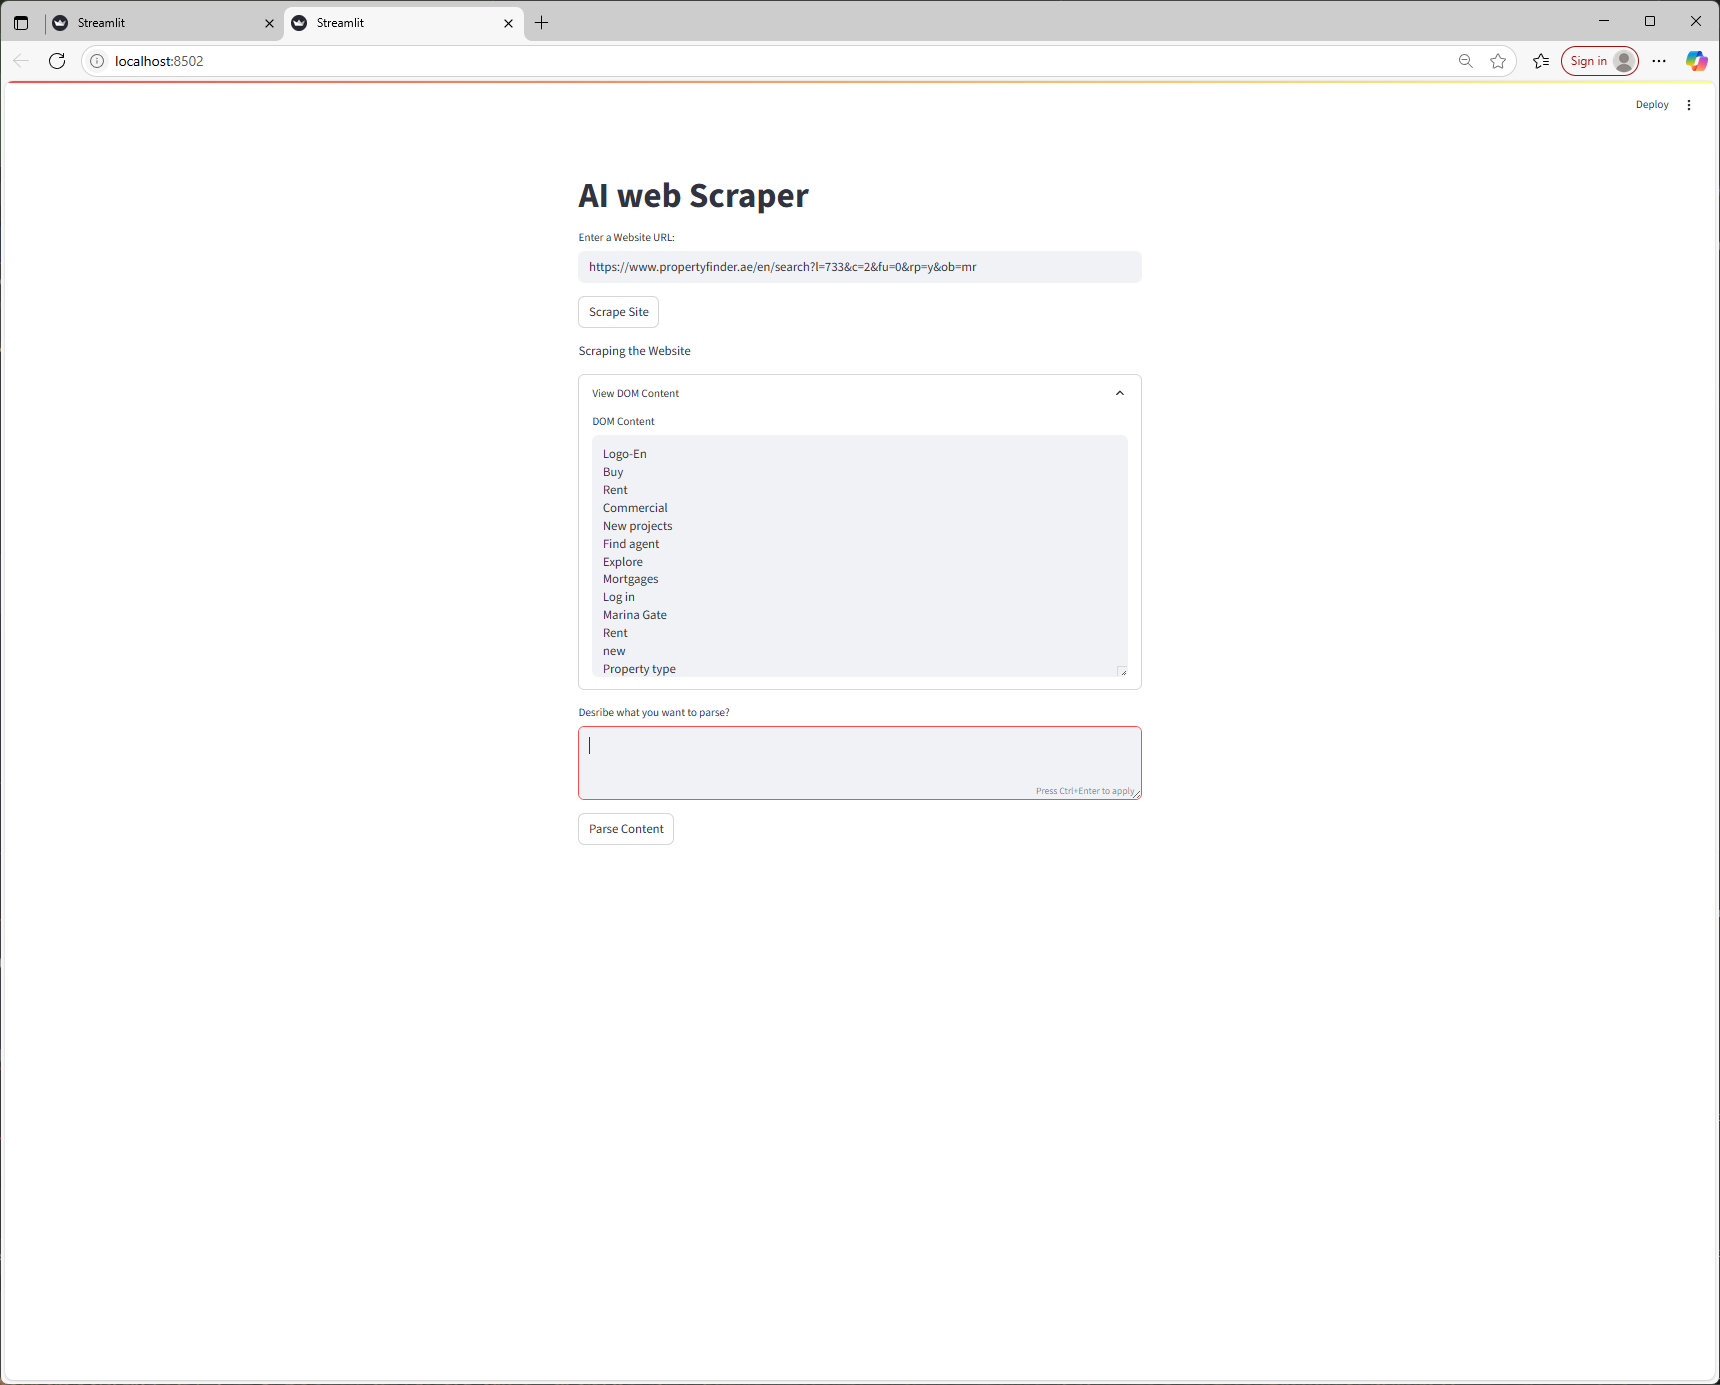 Streamlit
Streamlit
localhost:8502
Sign in
Deploy
AI web Scraper
Enter a Website URL:
https://www.propertyfinder.ae/en/search?l=733&c=2&fu=0&rp=y&ob=mr
Scrape Site
Scraping the Website
View DOM Content
DOM Content
Logo-En
Buy
Rent
Commercial
New projects
Find agent
Explore
Mortgages
Log in
Marina Gate
Rent
new
Property type
Desribe what you want to parse?
Press Ctrl+Enter to apply
Parse Content